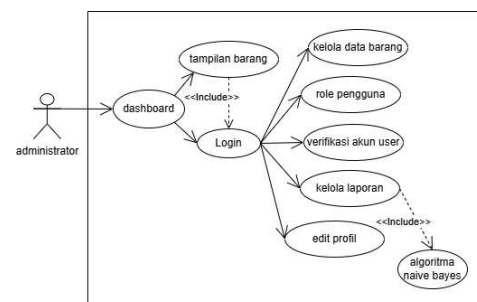 kelola data barang
tampilan barang
<<Include>>
role pengguna
dashboard
administrator
Login
verifikasi akun user
kelola laporan
<<Include>>
edit profil
algoritma
naive bayes